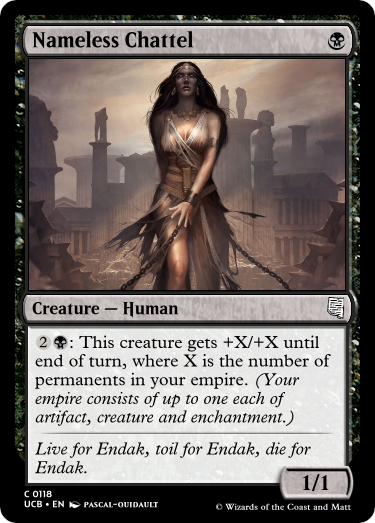 Nameless Chattel
Creature — Human
2 : This creature gets +X/+X until
end of turn, where X is the number of
permanents in your empire. (Your
empire consists of up to one each of
artifact, creature and enchantment.)
Live for Endak, toil for Endak, die for
Endak.
1/1
C 0118
UCB • EN PASCAL-QUIDAULT
© Wizards of the Coast and Matt